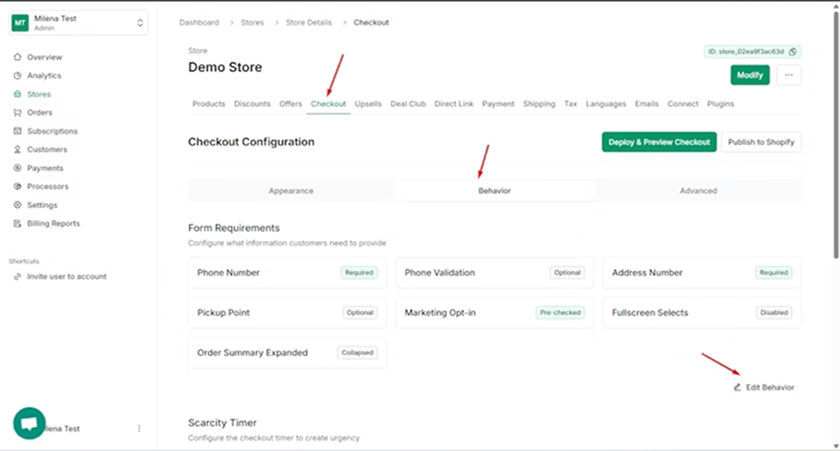 MT
Milena Test
Admin
Overview
Analytics
Stores
Orders
Subscriptions
Customers
Payments
Processors
Settings
Billing Reports
Shortcuts
Invite user to account
Milena Test
Dashboard > Stores > Store Details > Checkout
Store
ID: store_02ea9f3ac63d
Demo Store
Modify
...
Products Discounts Offers Checkout Upsells Deal Club Direct Link Payment Shipping Tax Languages Emails Connect Plugins
Checkout Configuration
Deploy & Preview Checkout
Publish to Shopify
Appearance Behavior Advanced
Form Requirements
Configure what information customers need to provide
Phone Number Required Phone Validation Optional Address Number Required
Pickup Point Optional Marketing Opt-in Pre-checked Fullscreen Selects Disabled
Order Summary Expanded Collapsed
Edit Behavior
Scarcity Timer
Configure the checkout timer to create urgency